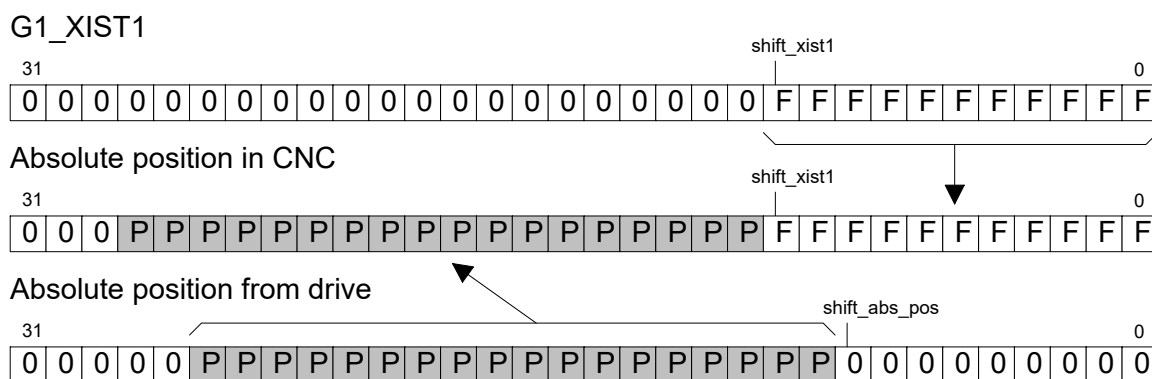 G1_XIST1
shift_xist1
31 0
0 0 0 0 0 0 0 0 0 0 0 0 0 0 0 0 0 0 0 0 0 F F F F F F F F F F F
Absolute position in CNC
shift_xist1
31 0
0 0 0 P P P P P P P P P P P P P P P P P P F F F F F F F F F F F
Absolute position from drive
shift_abs_pos
31 0
0 0 0 0 0 P P P P P P P P P P P P P P P P P P 0 0 0 0 0 0 0 0 0